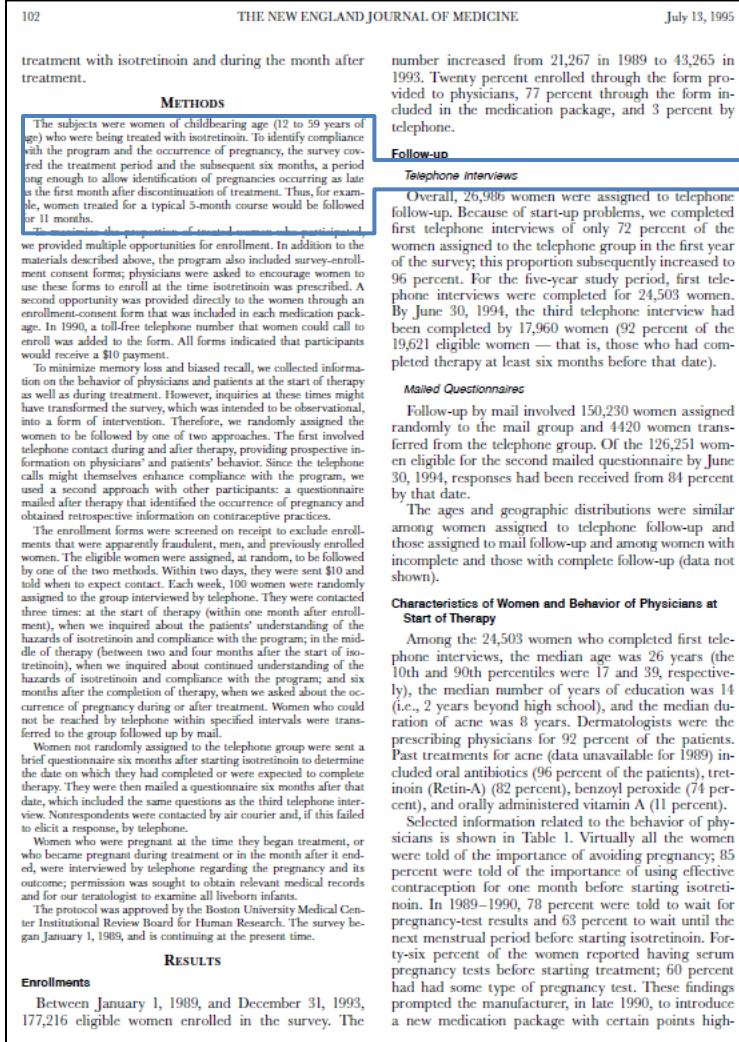 102
THE NEW ENGLAND JOURNAL OF MEDICINE
July 13, 1995
treatment with isotretinoin and during the month after
treatment.
METHODS
The subjects were women of childbearing age (12 to 59 years of
age) who were being treated with isotretinoin. To identify compliance
with the program and the occurrence of pregnancy, the survey cov-
ered the treatment period and the subsequent six months, a period
long enough to allow identification of pregnancies occurring as late
as the first month after discontinuation of treatment. Thus, for exam-
ple, women treated for a typical 5-month course would be followed
for 11 months.
To maximize the proportion of treated women who participated,
we provided multiple opportunities for enrollment. In addition to the
materials described above, the program also included survey-enroll-
ment consent forms; physicians were asked to encourage women to
use these forms to enroll at the time isotretinoin was prescribed. A
second opportunity was provided directly to the women through an
enrollment-consent form that was included in each medication pack-
age. In 1990, a toll-free telephone number that women could call to
enroll was added to the form. All forms indicated that participants
would receive a $10 payment.
To minimize memory loss and biased recall, we collected informa-
tion on the behavior of physicians and patients at the start of therapy
as well as during treatment. However, inquiries at these times might
have transformed the survey, which was intended to be observational,
into a form of intervention. Therefore, we randomly assigned the
women to be followed by one of two approaches. The first involved
telephone contact during and after therapy, providing prospective in-
formation on physicians' and patients' behavior. Since the telephone
calls might themselves enhance compliance with the program, we
used a second approach with other participants: a questionnaire
mailed after therapy that identified the occurrence of pregnancy and
obtained retrospective information on contraceptive practices.
The enrollment forms were screened on receipt to exclude enroll-
ments that were apparently fraudulent, men, and previously enrolled
women. The eligible women were assigned, at random, to be followed
by one of the two methods. Within two days, they were sent $10 and
told when to expect contact. Each week, 100 women were randomly
assigned to the group interviewed by telephone. They were contacted
three times: at the start of therapy (within one month after enroll-
ment), when we inquired about the patients' understanding of the
hazards of isotretinoin and compliance with the program; in the mid-
dle of therapy (between two and four months after the start of iso-
tretinoin), when we inquired about continued understanding of the
hazards of isotretinoin and compliance with the program; and six
months after the completion of therapy, when we asked about the oc-
currence of pregnancy during or after treatment. Women who could
not be reached by telephone within specified intervals were trans-
ferred to the group followed up by mail.
Women not randomly assigned to the telephone group were sent a
brief questionnaire six months after starting isotretinoin to determine
the date on which they had completed or were expected to complete
therapy. They were then mailed a questionnaire six months after that
date, which included the same questions as the third telephone inter-
view. Nonrespondents were contacted by air courier and, if this failed
to elicit a response, by telephone.
Women who were pregnant at the time they began treatment, or
who became pregnant during treatment or in the month after it end-
ed, were interviewed by telephone regarding the pregnancy and its
outcome; permission was sought to obtain relevant medical records
and for our teratologist to examine all liveborn infants.
The protocol was approved by the Boston University Medical Cen-
ter Institutional Review Board for Human Research. The survey be-
gan January 1, 1989, and is continuing at the present time.
RESULTS
Enrollments
Between January 1, 1989, and December 31, 1993,
177,216 eligible women enrolled in the survey. The
number increased from 21,267 in 1989 to 43,265 in
1993. Twenty percent enrolled through the form pro-
vided to physicians, 77 percent through the form in-
cluded in the medication package, and 3 percent by
telephone.
Follow-up
Telephone Interviews
Overall, 26,986 women were assigned to telephone
follow-up. Because of start-up problems, we completed
first telephone interviews of only 72 percent of the
women assigned to the telephone group in the first year
of the survey; this proportion subsequently increased to
96 percent. For the five-year study period, first tele-
phone interviews were completed for 24,503 women.
By June 30, 1994, the third telephone interview had
been completed by 17,960 women (92 percent of the
19,621 eligible women — that is, those who had com-
pleted therapy at least six months before that date).
Mailed Questionnaires
Follow-up by mail involved 150,230 women assigned
randomly to the mail group and 4420 women trans-
ferred from the telephone group. Of the 126,251 wom-
en eligible for the second mailed questionnaire by June
30, 1994, responses had been received from 84 percent
by that date.
The ages and geographic distributions were similar
among women assigned to telephone follow-up and
those assigned to mail follow-up and among women with
incomplete and those with complete follow-up (data not
shown).
Characteristics of Women and Behavior of Physicians at
Start of Therapy
Among the 24,503 women who completed first tele-
phone interviews, the median age was 26 years (the
10th and 90th percentiles were 17 and 39, respective-
ly), the median number of years of education was 14
(i.e., 2 years beyond high school), and the median du-
ration of acne was 8 years. Dermatologists were the
prescribing physicians for 92 percent of the patients.
Past treatments for acne (data unavailable for 1989) in-
cluded oral antibiotics (96 percent of the patients), tret-
inoin (Retin-A) (82 percent), benzoyl peroxide (74 per-
cent), and orally administered vitamin A (11 percent).
Selected information related to the behavior of phy-
sicians is shown in Table 1. Virtually all the women
were told of the importance of avoiding pregnancy; 85
percent were told of the importance of using effective
contraception for one month before starting isotreti-
noin. In 1989–1990, 78 percent were told to wait for
pregnancy-test results and 63 percent to wait until the
next menstrual period before starting isotretinoin. For-
ty-six percent of the women reported having serum
pregnancy tests before starting treatment; 60 percent
had had some type of pregnancy test. These findings
prompted the manufacturer, in late 1990, to introduce
a new medication package with certain points high-